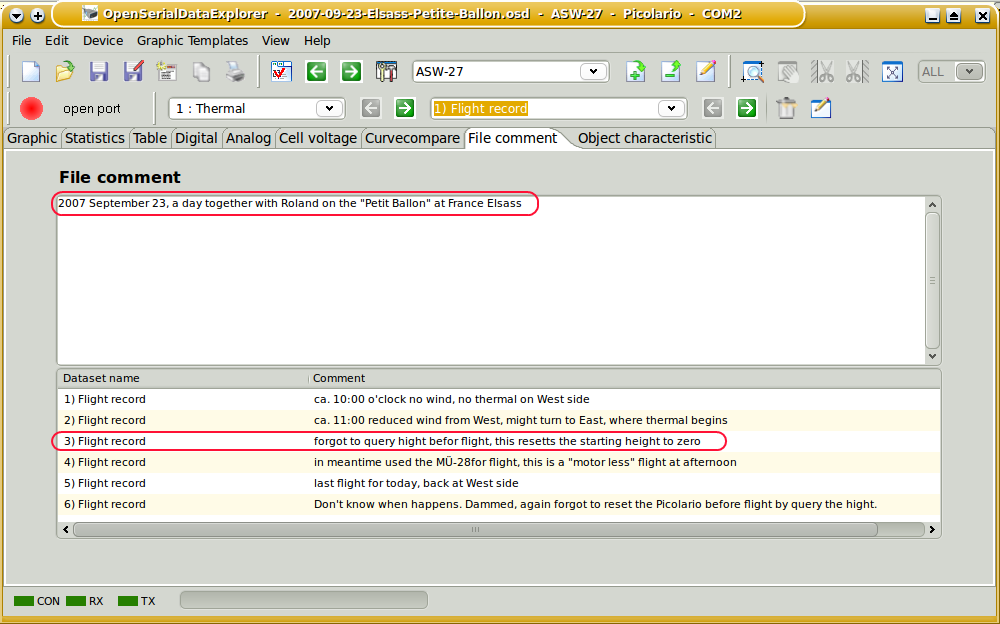 OpenSerialDataExplorer - 2007-09-23-Elsass-Petite-Ballon.osd - ASW-27 - Picolario - COM2
File Edit Device Graphic Templates View Help
ASW-27 ALL
open port 1 : Thermal 1) Flight record
Graphic Statistics Table Digital Analog Cell voltage Curvecompare File comment Object characteristic
File comment
2007 September 23, a day together with Roland on the "Petit Ballon" at France Elsass
Dataset name Comment
1) Flight record ca. 10:00 o'clock no wind, no thermal on West side
2) Flight record ca. 11:00 reduced wind from West, might turn to East, where thermal begins
3) Flight record forgot to query hight befor flight, this resetts the starting height to zero
4) Flight record in meantime used the MÜ-28for flight, this is a "motor less" flight at afternoon
5) Flight record last flight for today, back at West side
6) Flight record Don't know when happens. Dammed, again forgot to reset the Picolario before flight by query the hight.
CON RX TX